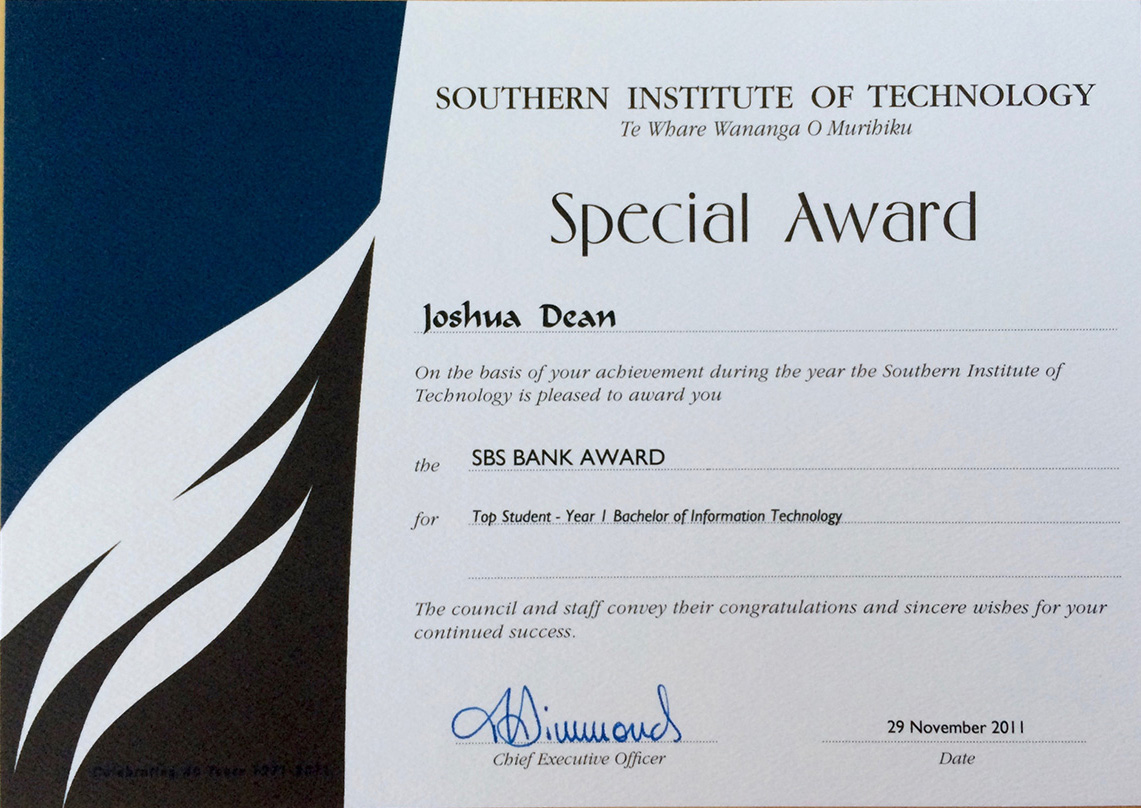 SOUTHERN INSTITUTE OF TECHNOLOGY
Te Whare Wananga O Murihiku
Special Award
Joshua Dean
On the basis of your achievement during the year the Southern Institute of
Technology is pleased to award you
the SBS BANK AWARD
for Top Student - Year 1 Bachelor of Information Technology
The council and staff convey their congratulations and sincere wishes for your
continued success.
29 November 2011
Chief Executive Officer Date
Celebrating 40 Years 1971-2011